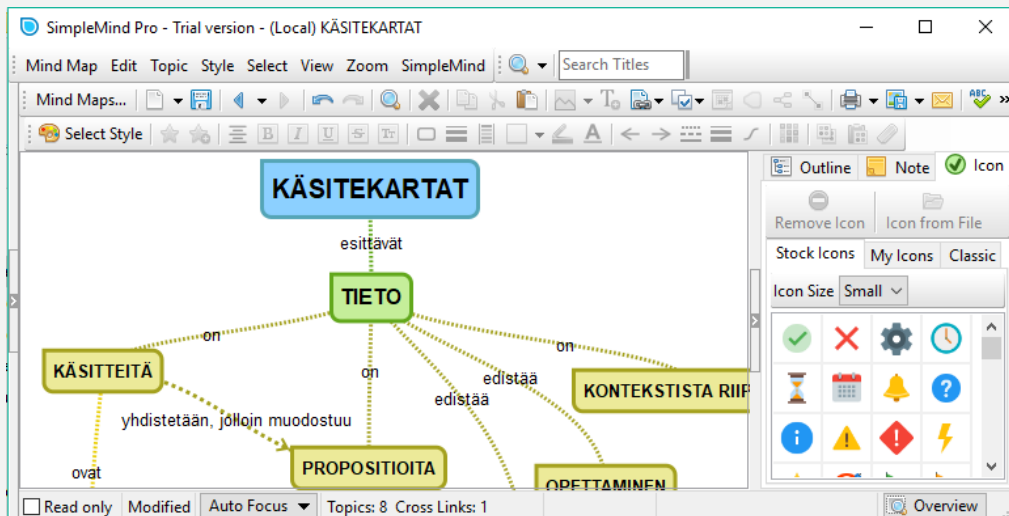 SimpleMind Pro - Trial version - (Local) KÄSITEKARTAT
Mind Map Edit Topic Style Select View Zoom SimpleMind Search Titles
Mind Maps... ABC
Select Style B I U S Tr A
Outline Note Icon
Remove Icon Icon from File
Stock Icons My Icons Classic
Icon Size Small
KÄSITEKARTAT
esittävät
TIETO
on
on
on
edistää
edistää
KÄSITTEITÄ
KONTEKSTISTA
yhdistetään, jolloin muodostuu
PROPOSITIOITA
ovat
OPETTAMINEN
Read only Modified Auto Focus Topics: 8 Cross Links: 1 Overview